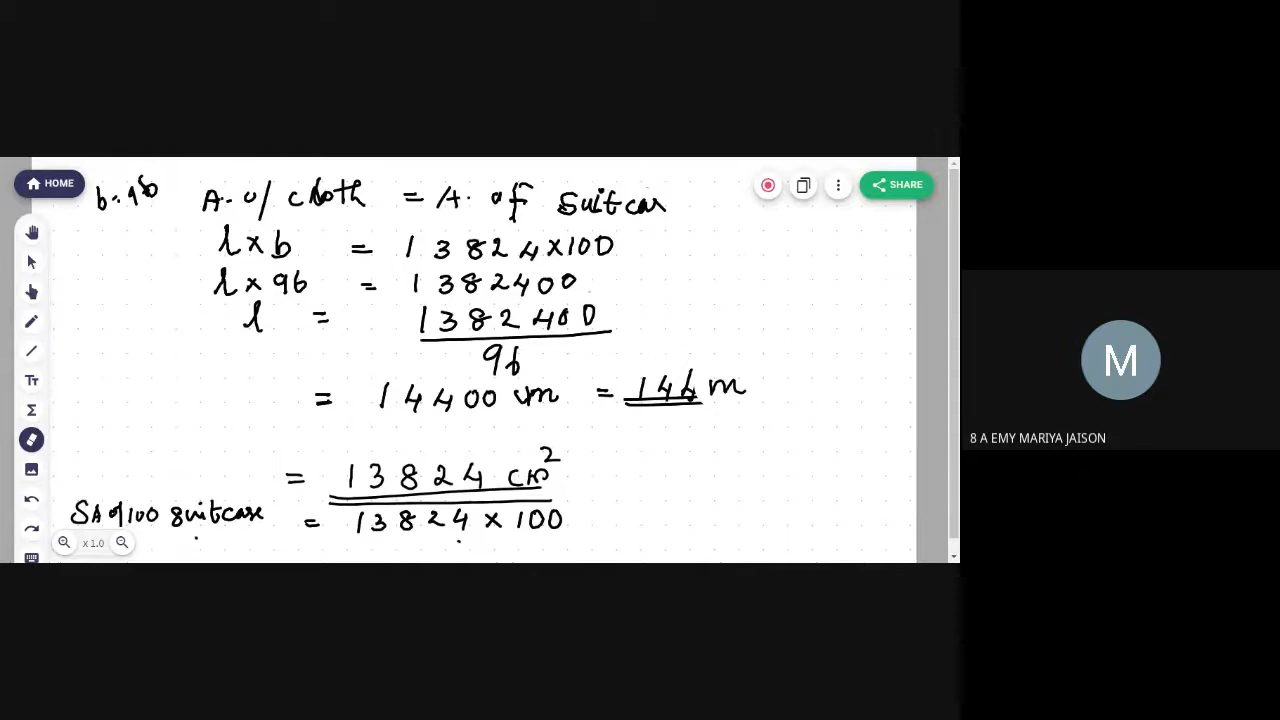 HOME
SHARE
b = 96 A. of cloth = A. of Suitcas
l × b = 13824×100
l × 96 = 1382400
l = 1382400
96
= 14400 cm = 144 m
= 13824 cm²
SA of 100 suitcase = 13824 × 100
x 1.0
M
8 A EMY MARIYA JAISON